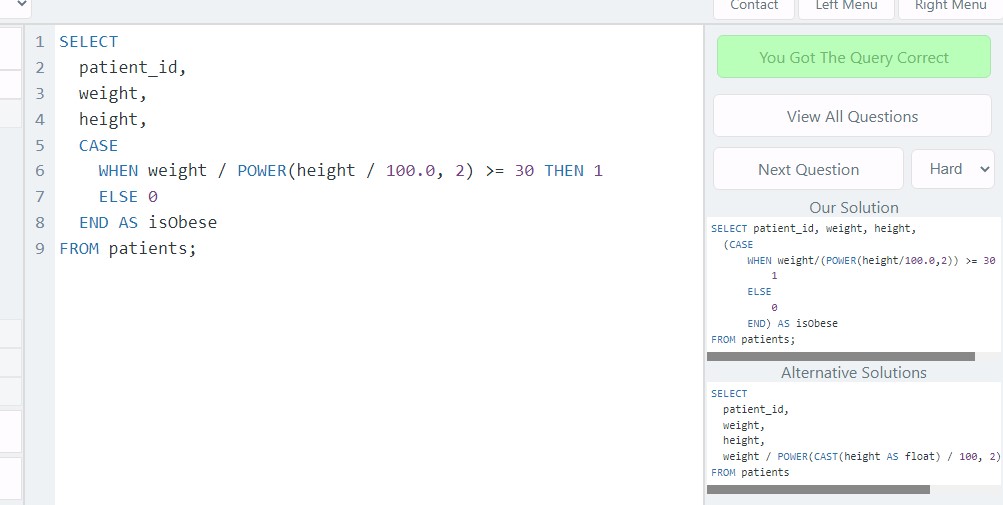 Contact
Left Menu
Right Menu
1 SELECT
2 patient_id,
3 weight,
4 height,
5 CASE
6 WHEN weight / POWER(height / 100.0, 2) >= 30 THEN 1
7 ELSE 0
8 END AS isObese
9 FROM patients;
You Got The Query Correct
View All Questions
Next Question
Hard
Our Solution
SELECT patient_id, weight, height,
(CASE
WHEN weight/(POWER(height/100.0,2)) >= 30
1
ELSE
0
END) AS isObese
FROM patients;
Alternative Solutions
SELECT
patient_id,
weight,
height,
weight / POWER(CAST(height AS float) / 100, 2)
FROM patients